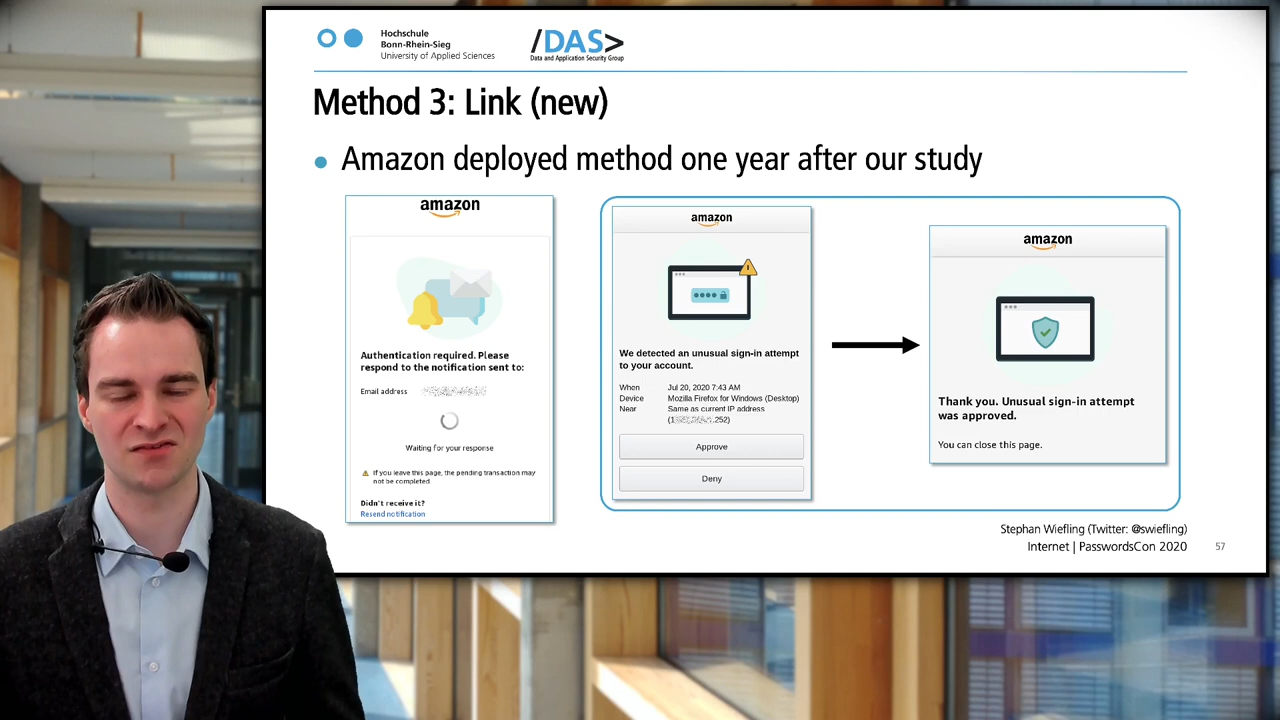 Hochschule
Bonn-Rhein-Sieg
University of Applied Sciences
/DAS>
Data and Application Security Group
Method 3: Link (new)
Amazon deployed method one year after our study
amazon
Authentication required. Please
respond to the notification sent to:
Email address
Waiting for your response
If you leave this page, the pending transaction may
not be completed.
Didn't receive it?
Resend notification
amazon
We detected an unusual sign-in attempt
to your account.
When Jul 20, 2020 7:43 AM
Device Mozilla Firefox for Windows (Desktop)
Near Same as current IP address
(1 .252)
Approve
Deny
amazon
Thank you. Unusual sign-in attempt
was approved.
You can close this page.
Stephan Wiefling (Twitter: @swiefling)
Internet | PasswordsCon 2020
57